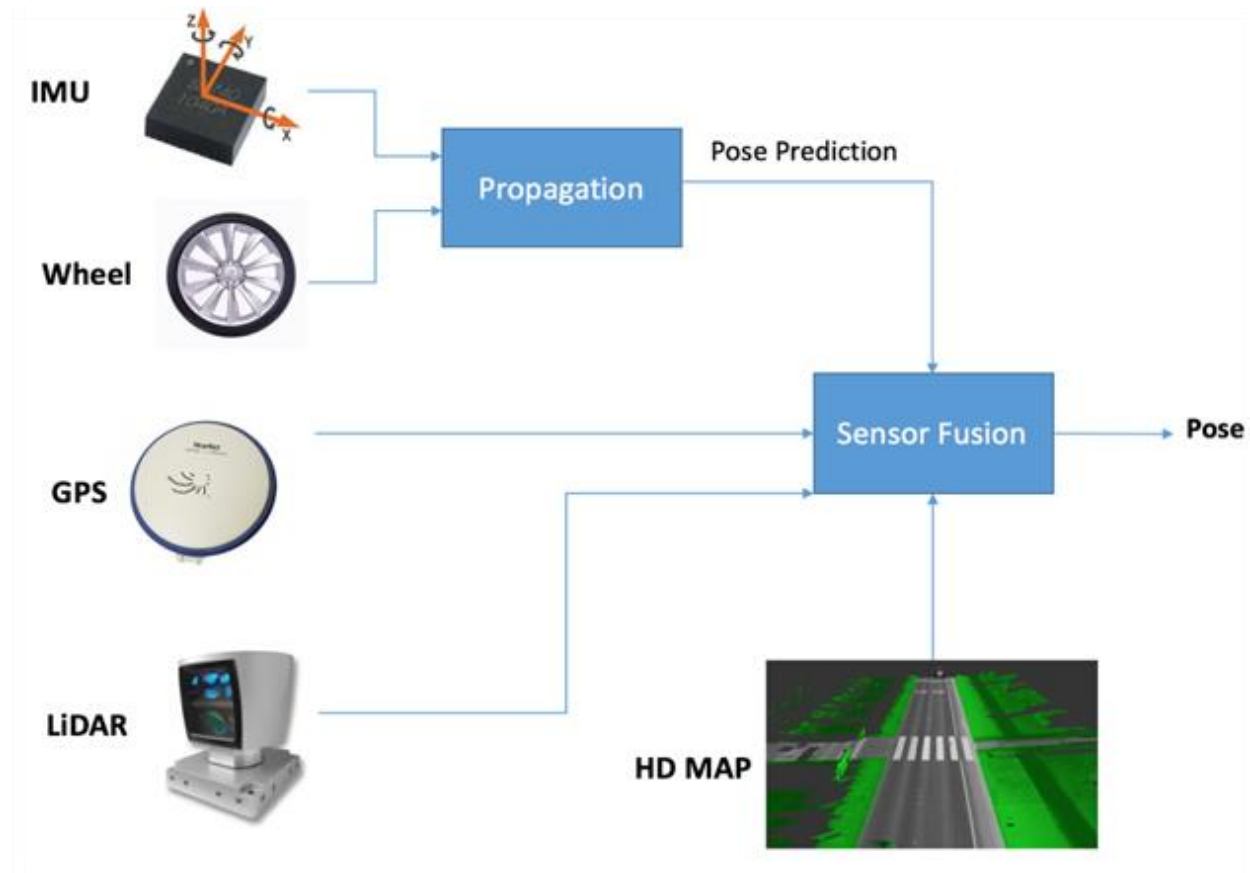 IMU
Z
Y
X
Propagation
Pose Prediction
Wheel
Sensor Fusion
Pose
GPS
LiDAR
HD MAP